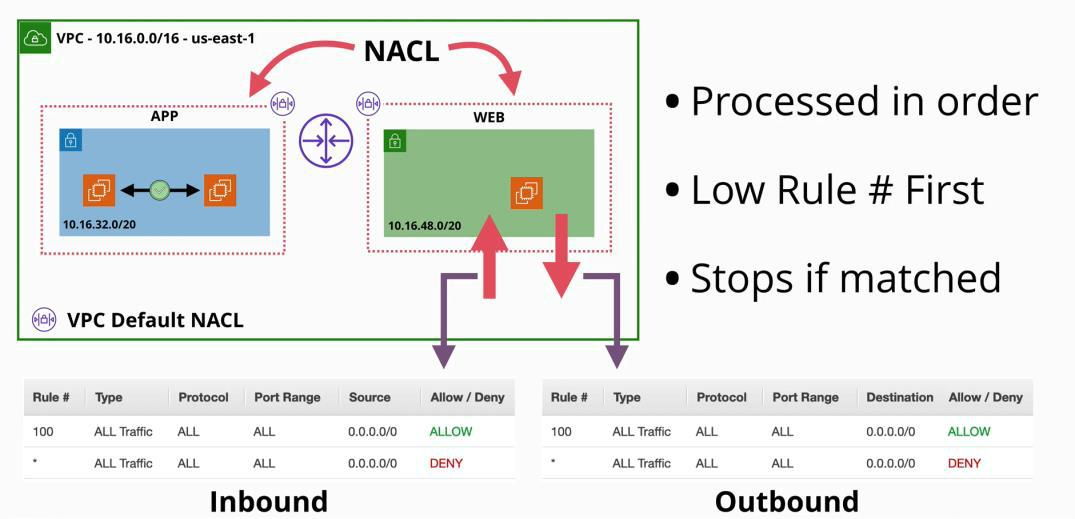 VPC - 10.16.0.0/16 - us-east-1
NACL
APP
10.16.32.0/20
WEB
10.16.48.0/20
VPC Default NACL
• Processed in order
• Low Rule # First
• Stops if matched
Rule # Type Protocol Port Range Source Allow / Deny
100 ALL Traffic ALL ALL 0.0.0.0/0 ALLOW
* ALL Traffic ALL ALL 0.0.0.0/0 DENY
Inbound
Rule # Type Protocol Port Range Destination Allow / Deny
100 ALL Traffic ALL ALL 0.0.0.0/0 ALLOW
* ALL Traffic ALL ALL 0.0.0.0/0 DENY
Outbound